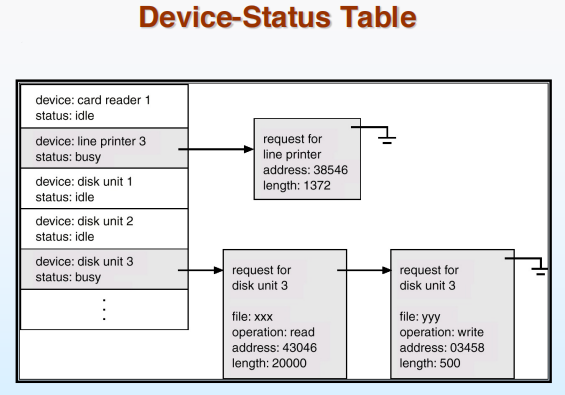 Device-Status Table
device: card reader 1
status: idle
device: line printer 3
status: busy
device: disk unit 1
status: idle
device: disk unit 2
status: idle
device: disk unit 3
status: busy
request for
line printer
address: 38546
length: 1372
request for
disk unit 3
file: xxx
operation: read
address: 43046
length: 20000
request for
disk unit 3
file: yyy
operation: write
address: 03458
length: 500